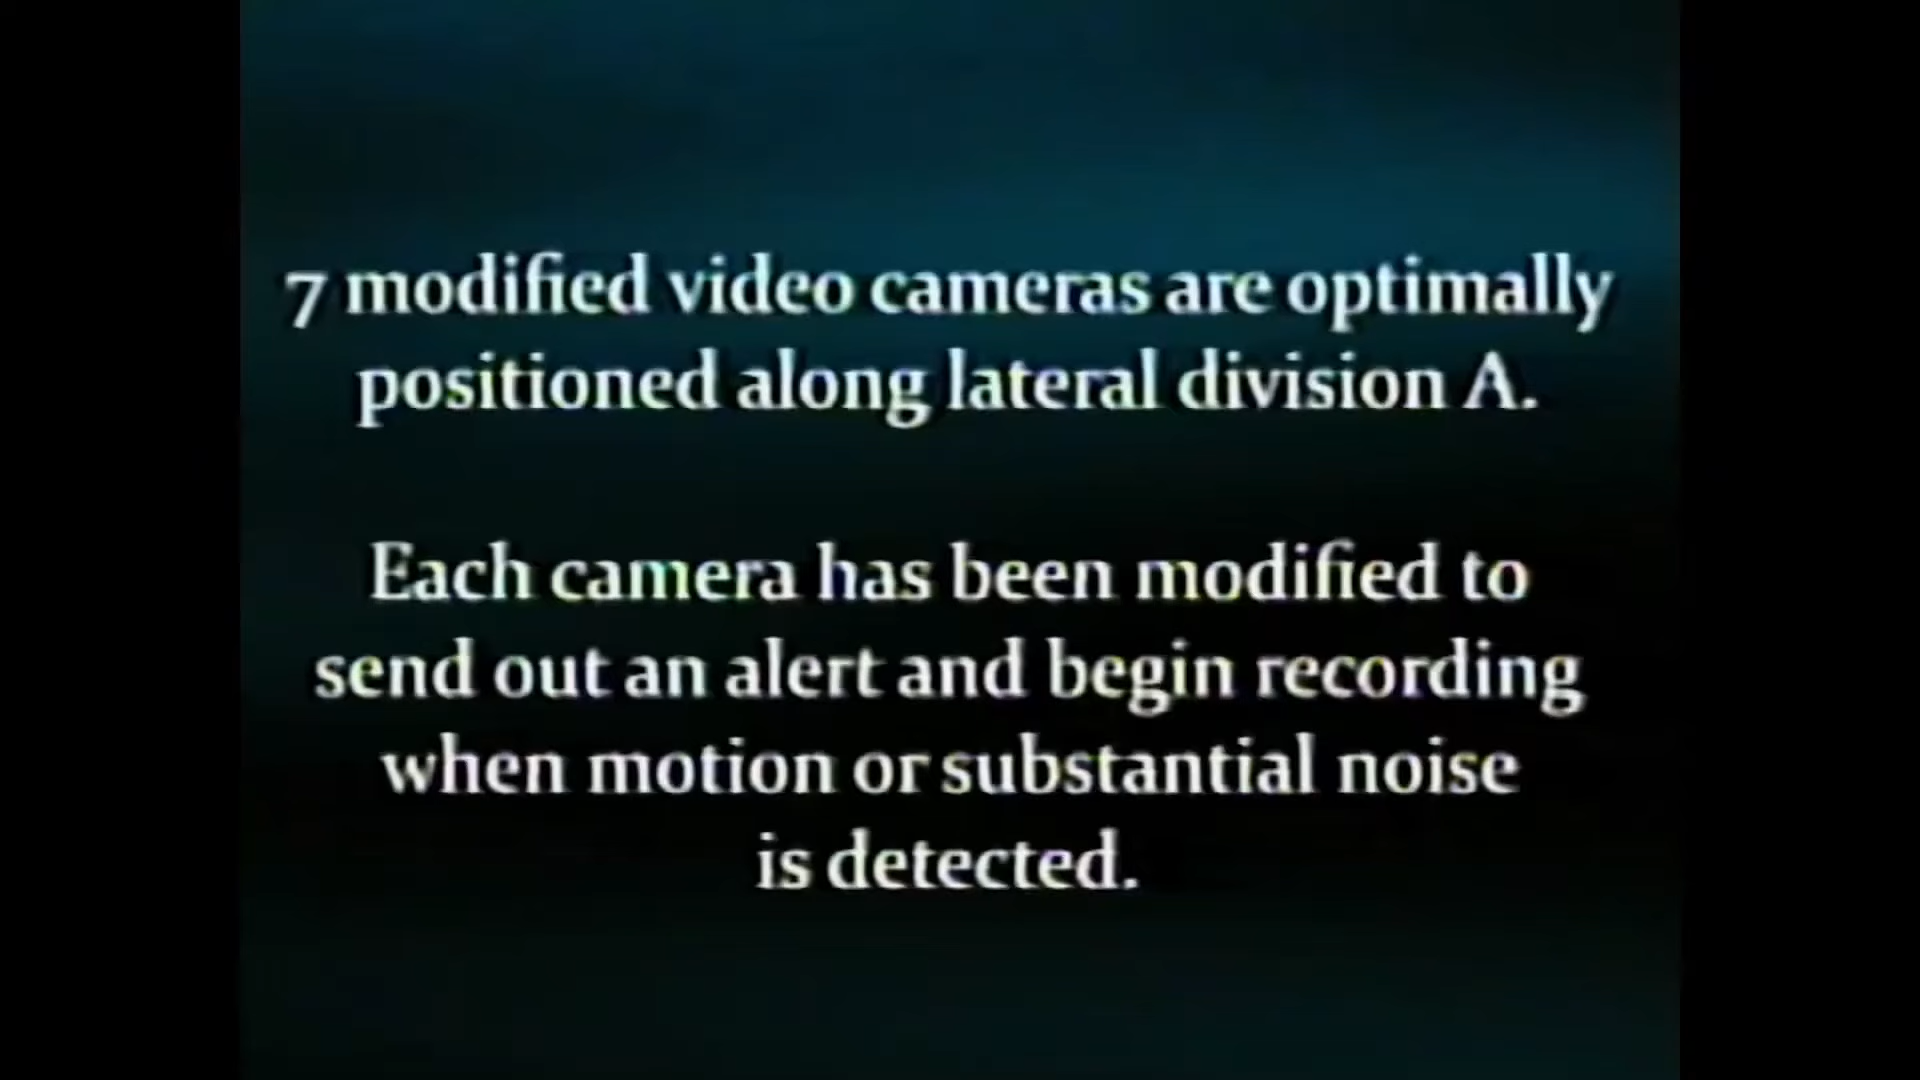 7 modified video cameras are optimally
positioned along lateral division A.
Each camera has been modified to
send out an alert and begin recording
when motion or substantial noise
is detected.